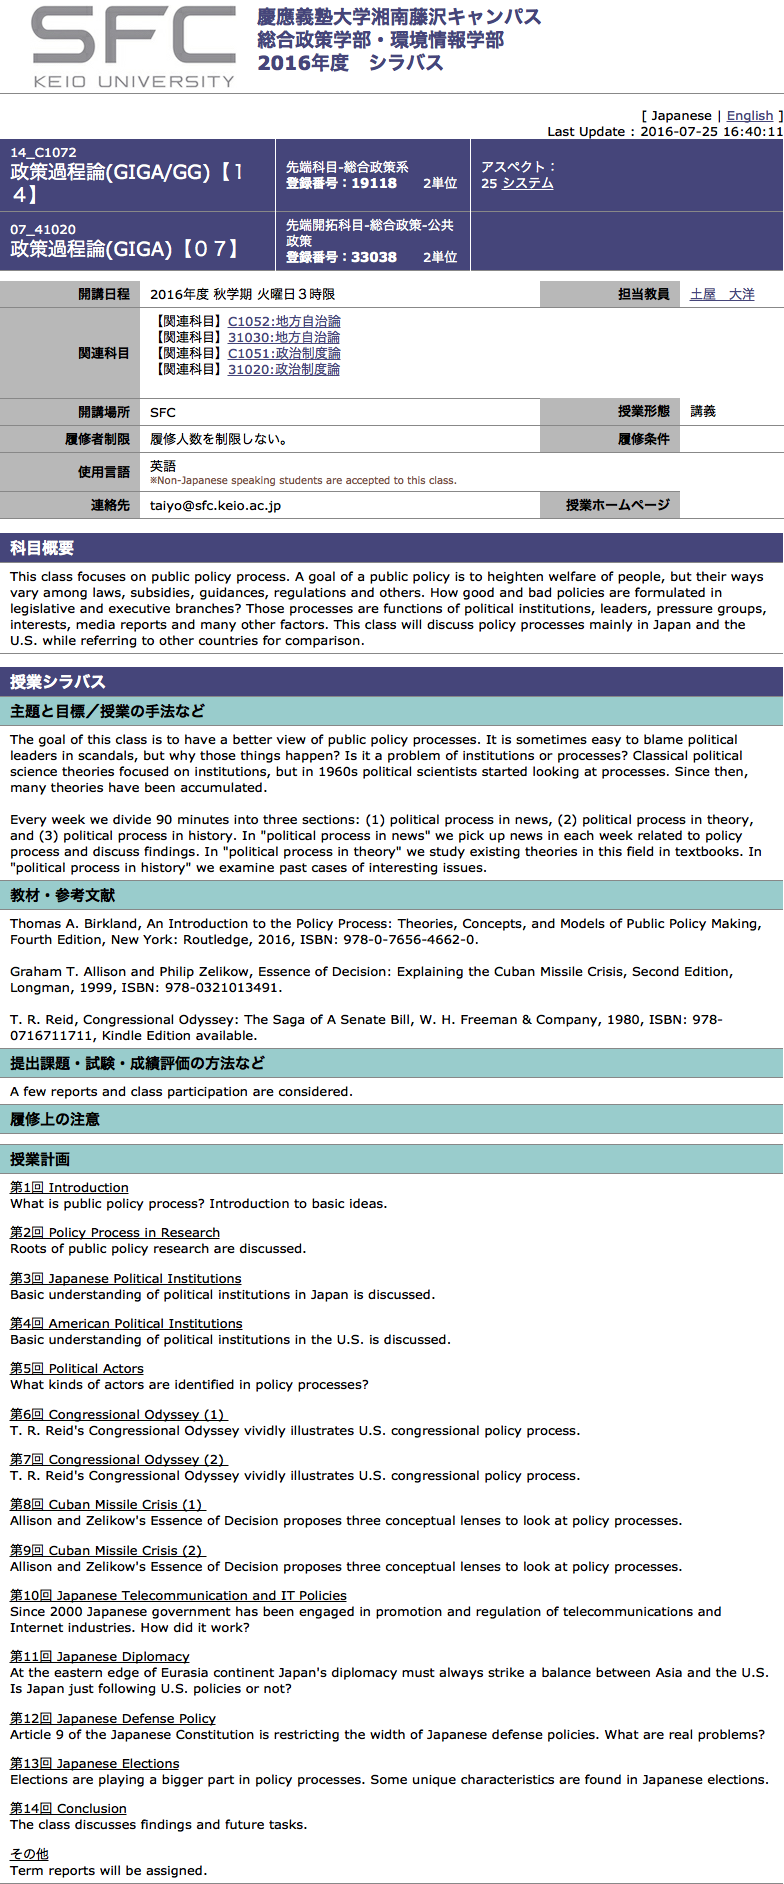 SFC
KEIO UNIVERSITY
慶應義塾大学湘南藤沢キャンパス
総合政策学部・環境情報学部
2016年度　シラバス
[ Japanese | English ]
Last Update : 2016-07-25 16:40:11
14_C1072
政策過程論(GIGA/GG)【１
４】
先端科目-総合政策系
登録番号：19118　2単位
アスペクト：
25 システム
07_41020
政策過程論(GIGA)【０７】
先端開拓科目-総合政策-公共
政策
登録番号：33038　2単位
開講日程
2016年度 秋学期 火曜日３時限
担当教員
土屋　大洋
関連科目
【関連科目】C1052:地方自治論
【関連科目】31030:地方自治論
【関連科目】C1051:政治制度論
【関連科目】31020:政治制度論
開講場所
SFC
授業形態
講義
履修者制限
履修人数を制限しない。
履修条件
使用言語
英語
※Non-Japanese speaking students are accepted to this class.
連絡先
taiyo@sfc.keio.ac.jp
授業ホームページ
科目概要
This class focuses on public policy process. A goal of a public policy is to heighten welfare of people, but their ways
vary among laws, subsidies, guidances, regulations and others. How good and bad policies are formulated in
legislative and executive branches? Those processes are functions of political institutions, leaders, pressure groups,
interests, media reports and many other factors. This class will discuss policy processes mainly in Japan and the
U.S. while referring to other countries for comparison.
授業シラバス
主題と目標／授業の手法など
The goal of this class is to have a better view of public policy processes. It is sometimes easy to blame political
leaders in scandals, but why those things happen? Is it a problem of institutions or processes? Classical political
science theories focused on institutions, but in 1960s political scientists started looking at processes. Since then,
many theories have been accumulated.
Every week we divide 90 minutes into three sections: (1) political process in news, (2) political process in theory,
and (3) political process in history. In "political process in news" we pick up news in each week related to policy
process and discuss findings. In "political process in theory" we study existing theories in this field in textbooks. In
"political process in history" we examine past cases of interesting issues.
教材・参考文献
Thomas A. Birkland, An Introduction to the Policy Process: Theories, Concepts, and Models of Public Policy Making,
Fourth Edition, New York: Routledge, 2016, ISBN: 978-0-7656-4662-0.
Graham T. Allison and Philip Zelikow, Essence of Decision: Explaining the Cuban Missile Crisis, Second Edition,
Longman, 1999, ISBN: 978-0321013491.
T. R. Reid, Congressional Odyssey: The Saga of A Senate Bill, W. H. Freeman & Company, 1980, ISBN: 978-
0716711711, Kindle Edition available.
提出課題・試験・成績評価の方法など
A few reports and class participation are considered.
履修上の注意
授業計画
第1回 Introduction
What is public policy process? Introduction to basic ideas.
第2回 Policy Process in Research
Roots of public policy research are discussed.
第3回 Japanese Political Institutions
Basic understanding of political institutions in Japan is discussed.
第4回 American Political Institutions
Basic understanding of political institutions in the U.S. is discussed.
第5回 Political Actors
What kinds of actors are identified in policy processes?
第6回 Congressional Odyssey (1)
T. R. Reid's Congressional Odyssey vividly illustrates U.S. congressional policy process.
第7回 Congressional Odyssey (2)
T. R. Reid's Congressional Odyssey vividly illustrates U.S. congressional policy process.
第8回 Cuban Missile Crisis (1)
Allison and Zelikow's Essence of Decision proposes three conceptual lenses to look at policy processes.
第9回 Cuban Missile Crisis (2)
Allison and Zelikow's Essence of Decision proposes three conceptual lenses to look at policy processes.
第10回 Japanese Telecommunication and IT Policies
Since 2000 Japanese government has been engaged in promotion and regulation of telecommunications and
Internet industries. How did it work?
第11回 Japanese Diplomacy
At the eastern edge of Eurasia continent Japan's diplomacy must always strike a balance between Asia and the U.S.
Is Japan just following U.S. policies or not?
第12回 Japanese Defense Policy
Article 9 of the Japanese Constitution is restricting the width of Japanese defense policies. What are real problems?
第13回 Japanese Elections
Elections are playing a bigger part in policy processes. Some unique characteristics are found in Japanese elections.
第14回 Conclusion
The class discusses findings and future tasks.
その他
Term reports will be assigned.